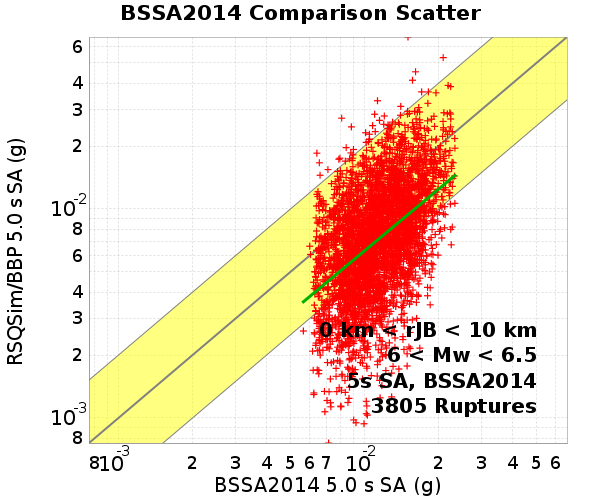 BSSA2014 Comparison Scatter
6
4
3
2
10-2
8
6
4
3
2
10-3
8
RSQSim/BBP 5.0 s SA (g)
0 km < rJB < 10 km
6 < Mw < 6.5
5s SA, BSSA2014
3805 Ruptures
8 10-3 2 3 4 5 6 7 10-2 2 3 4 5 6
BSSA2014 5.0 s SA (g)